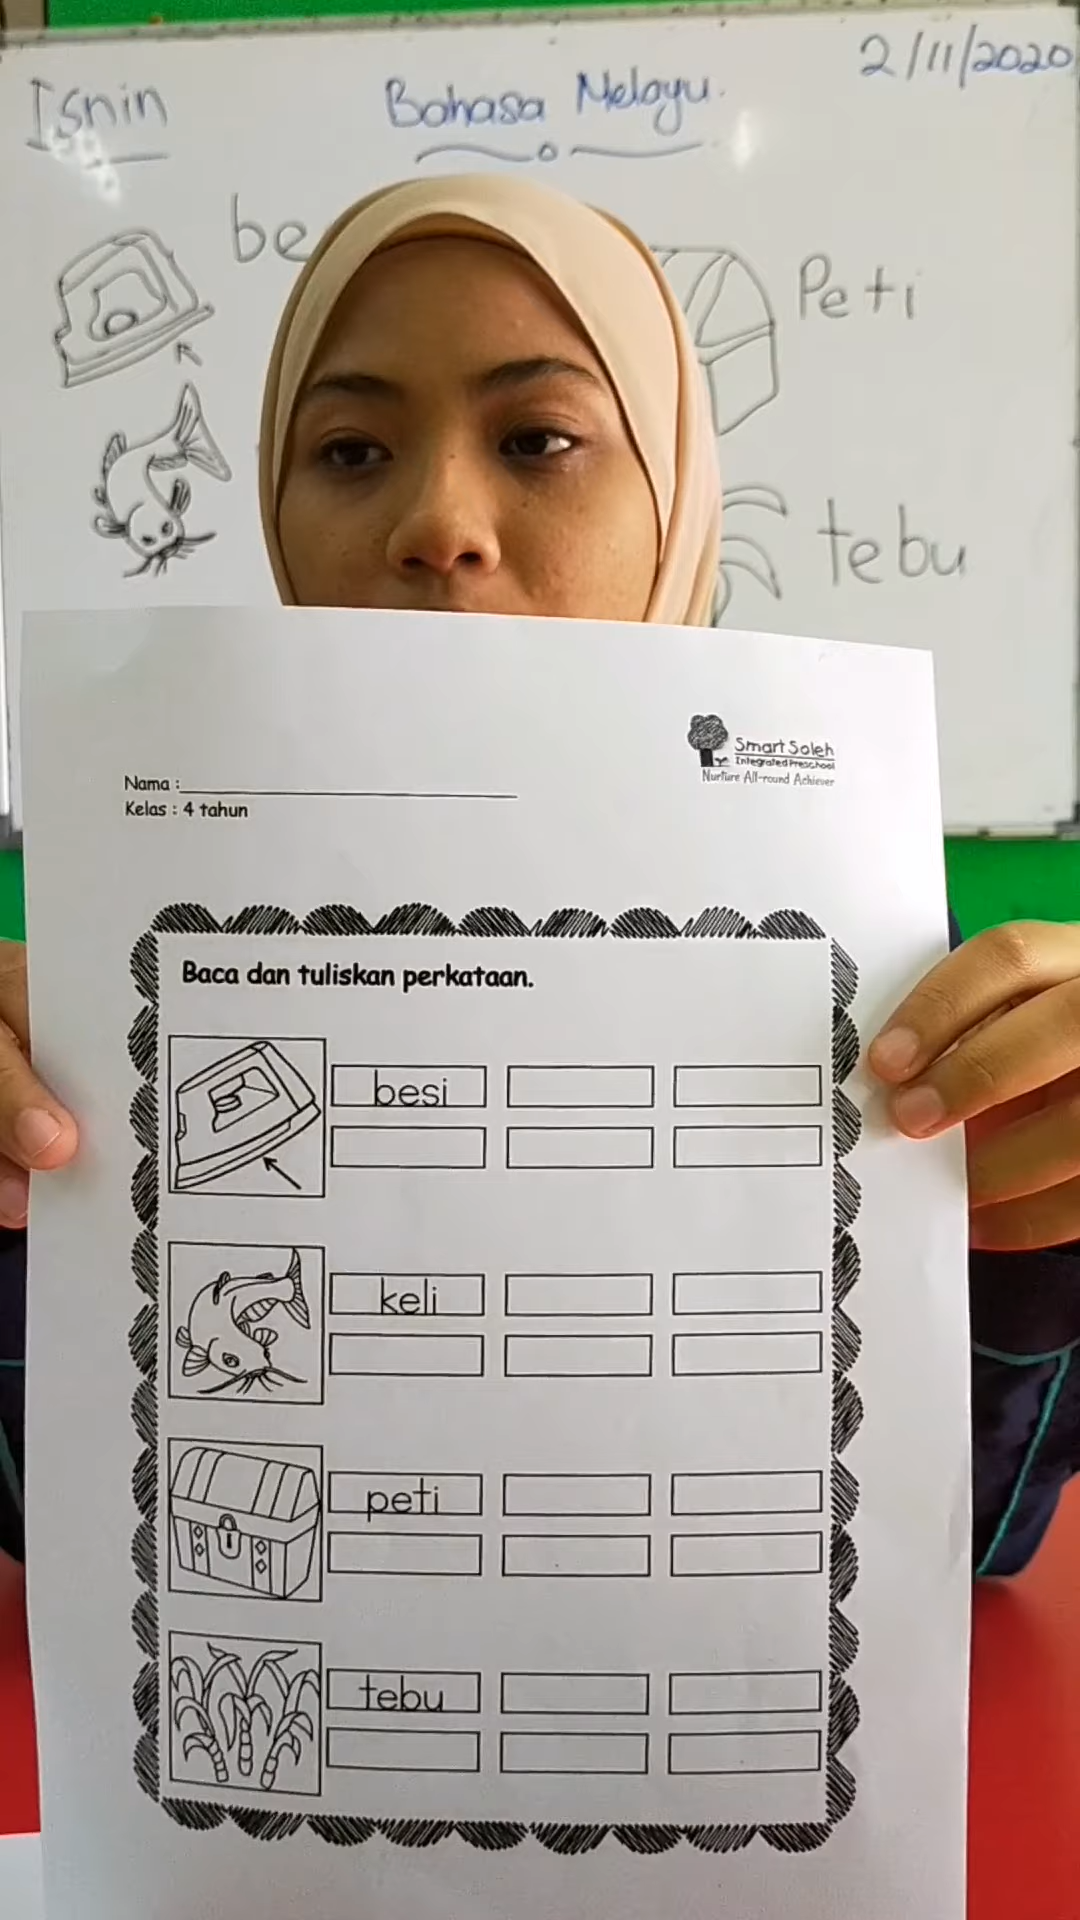 Isnin
Bahasa Melayu.
2/11/2020
be
Peti
tebu
Smart Soleh
Integrated Preschool
Nurture All-round Achiever
Nama :
Kelas : 4 tahun
Baca dan tuliskan perkataan.
besi
keli
peti
tebu